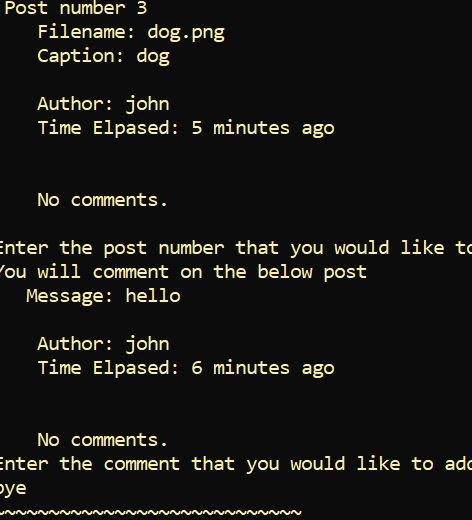 Post number 3
Filename: dog.png
Caption: dog
Author: john
Time Elpased: 5 minutes ago
No comments.
Enter the post number that you would like to
You will comment on the below post
Message: hello
Author: john
Time Elpased: 6 minutes ago
No comments.
Enter the comment that you would like to add
bye
~~~~~~~~~~~~~~~~~~~~~~~~~~~~